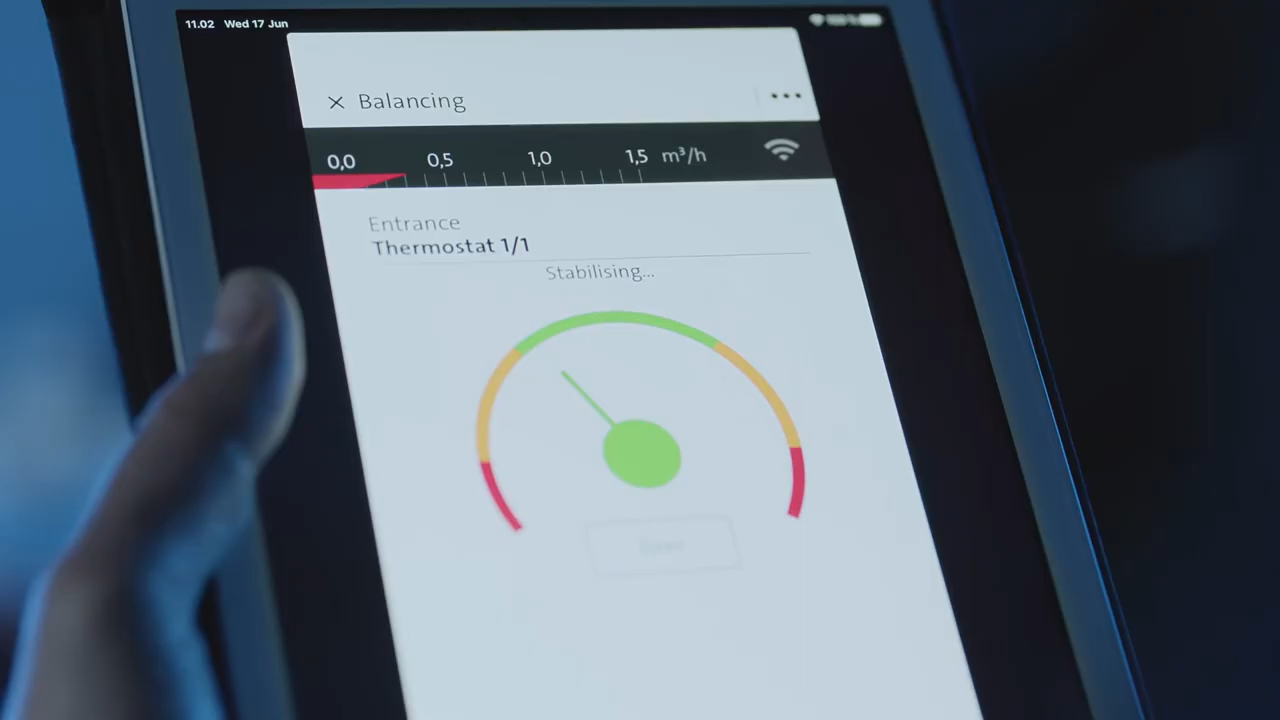 11.02 Wed 17 Jun
× Balancing
0,0 0,5 1,0 1,5 m³/h
Entrance
Thermostat 1/1
Stabilising...